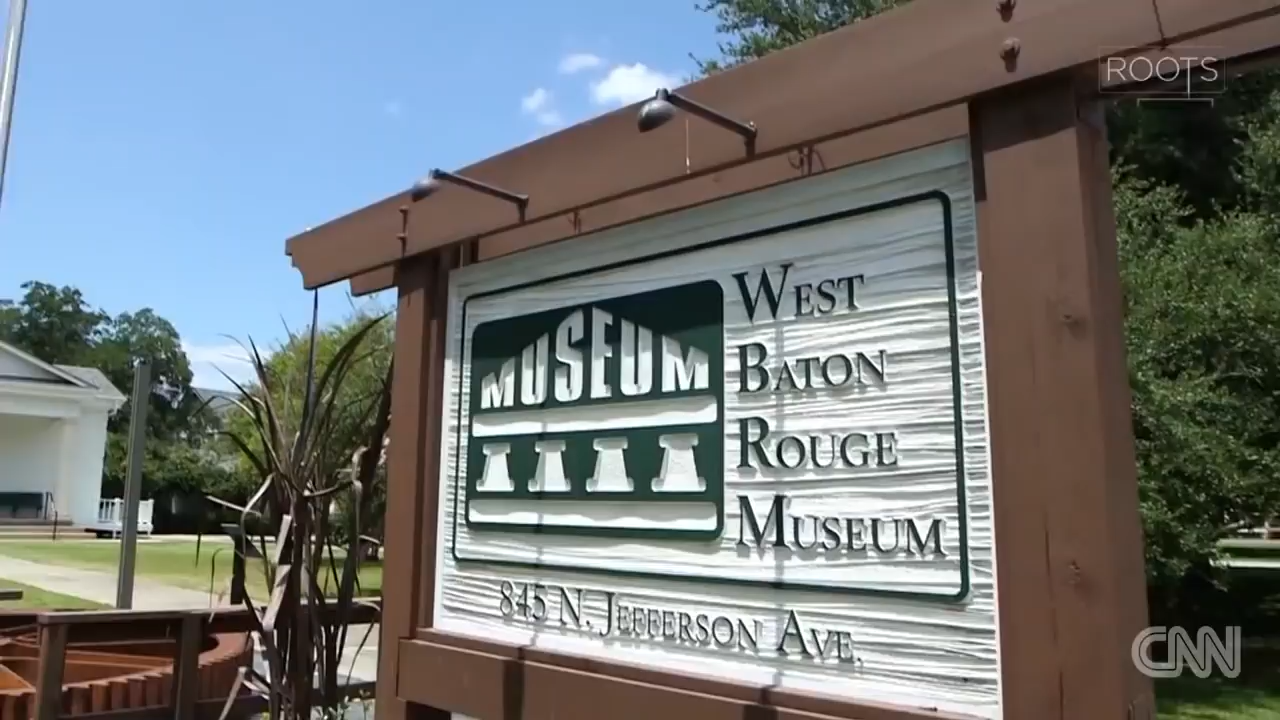 ROOTS
MUSEUM
WEST
BATON
ROUGE
MUSEUM
845 N. JEFFERSON AVE.
CNN